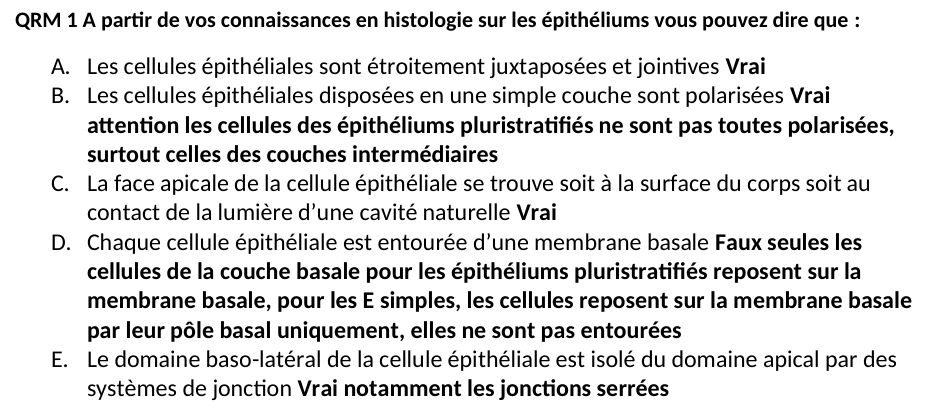 QRM 1 A partir de vos connaissances en histologie sur les épithéliums vous pouvez dire que :
A. Les cellules épithéliales sont étroitement juxtaposées et jointives Vrai
B. Les cellules épithéliales disposées en une simple couche sont polarisées Vrai
attention les cellules des épithéliums pluristratifiés ne sont pas toutes polarisées,
surtout celles des couches intermédiaires
C. La face apicale de la cellule épithéliale se trouve soit à la surface du corps soit au
contact de la lumière d’une cavité naturelle Vrai
D. Chaque cellule épithéliale est entourée d’une membrane basale Faux seules les
cellules de la couche basale pour les épithéliums pluristratifiés reposent sur la
membrane basale, pour les E simples, les cellules reposent sur la membrane basale
par leur pôle basal uniquement, elles ne sont pas entourées
E. Le domaine baso-latéral de la cellule épithéliale est isolé du domaine apical par des
systèmes de jonction Vrai notamment les jonctions serrées